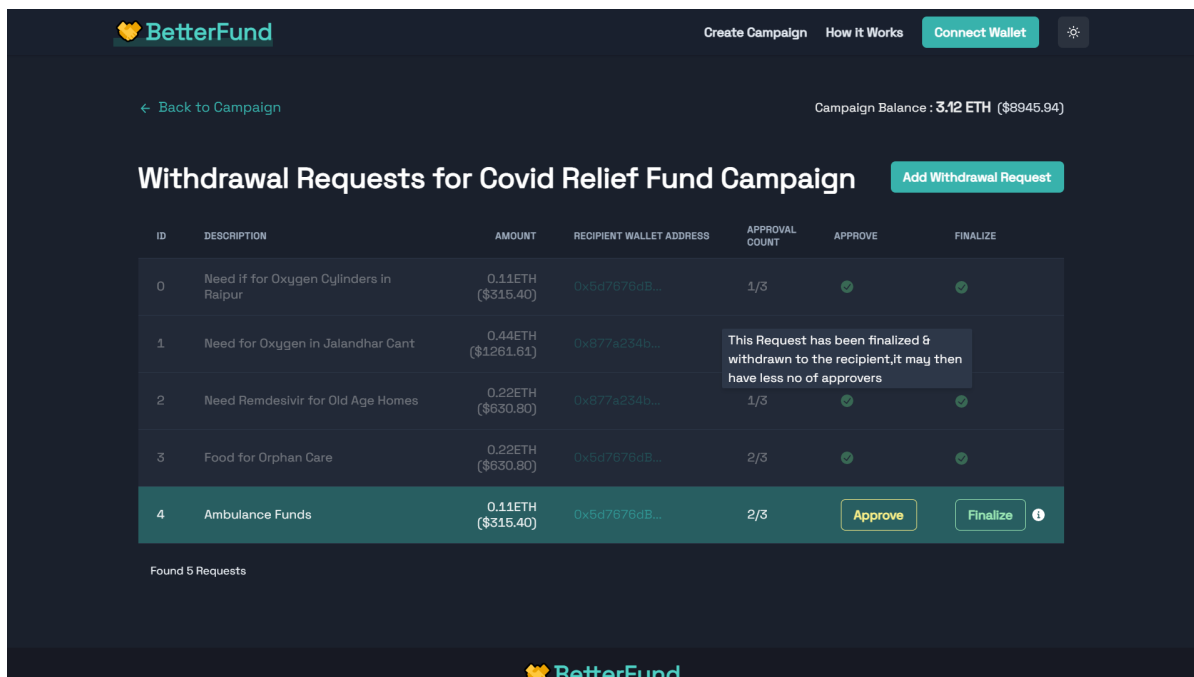 BetterFund
Create Campaign How It Works Connect Wallet
← Back to Campaign
Campaign Balance : 3.12 ETH ($8945.94)
Withdrawal Requests for Covid Relief Fund Campaign
Add Withdrawal Request
ID DESCRIPTION AMOUNT RECIPIENT WALLET ADDRESS APPROVAL COUNT APPROVE FINALIZE
0 Need if for Oxygen Cylinders in Raipur 0.11ETH ($315.40) 0x5d7676dB... 1/3
1 Need for Oxygen in Jalandhar Cant 0.44ETH ($1261.61) 0x877a234b...
This Request has been finalized &
withdrawn to the recipient,it may then
have less no of approvers
2 Need Remdesivir for Old Age Homes 0.22ETH ($630.80) 0x877a234b... 1/3
3 Food for Orphan Care 0.22ETH ($630.80) 0x5d7676dB... 2/3
4 Ambulance Funds 0.11ETH ($315.40) 0x5d7676dB... 2/3 Approve Finalize
Found 5 Requests
BetterFund